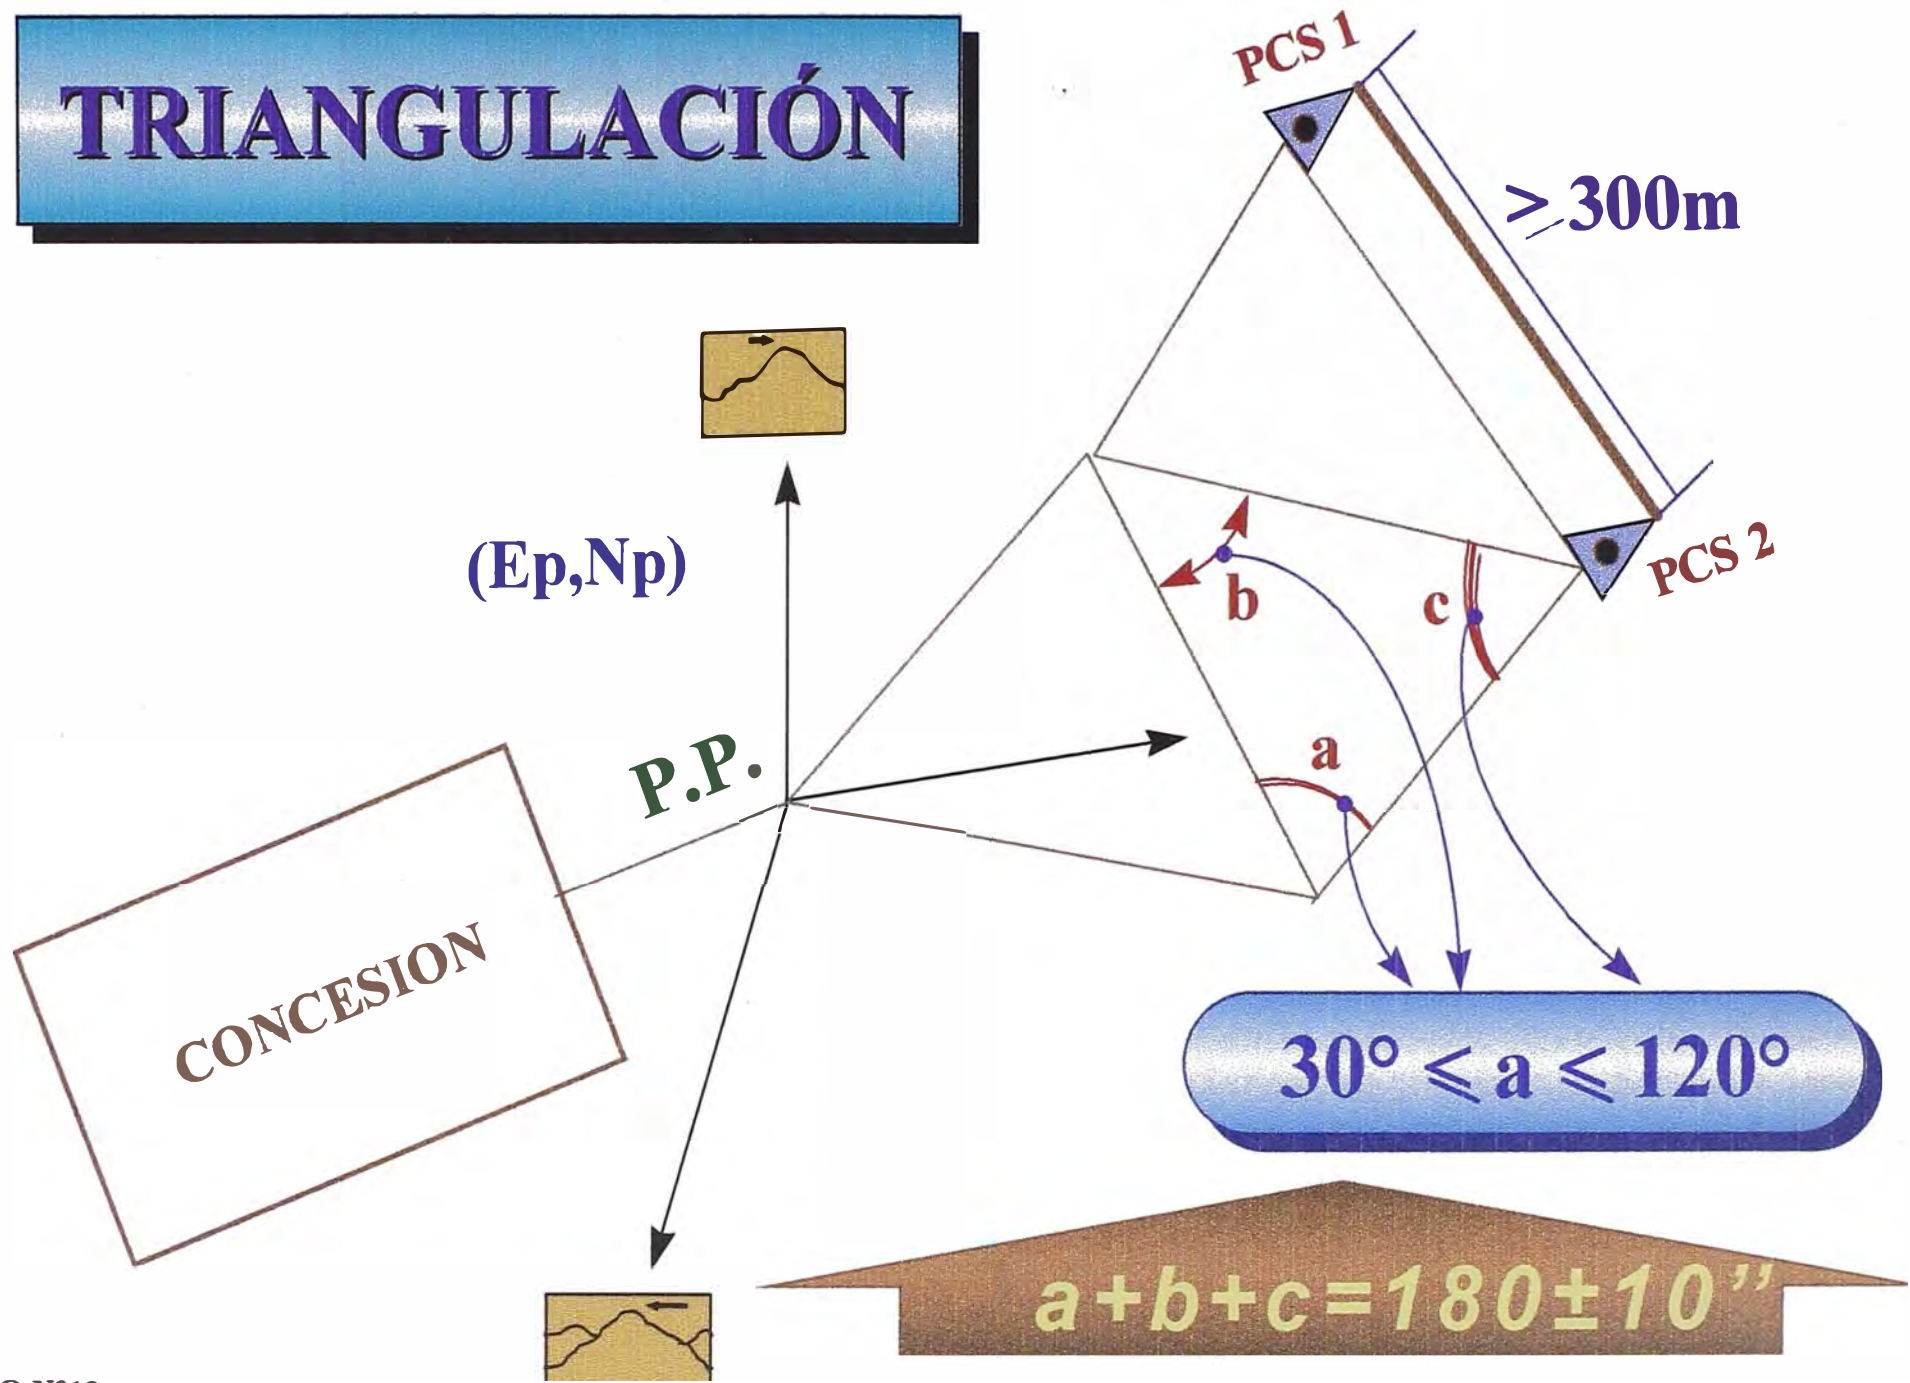 TRIANGULACIÓN
PCS 1
≥ 300m
(Ep,Np)
PCS 2
b
c
P.P.
a
CONCESION
30° ⩽ a ⩽ 120°
a+b+c=180±10”